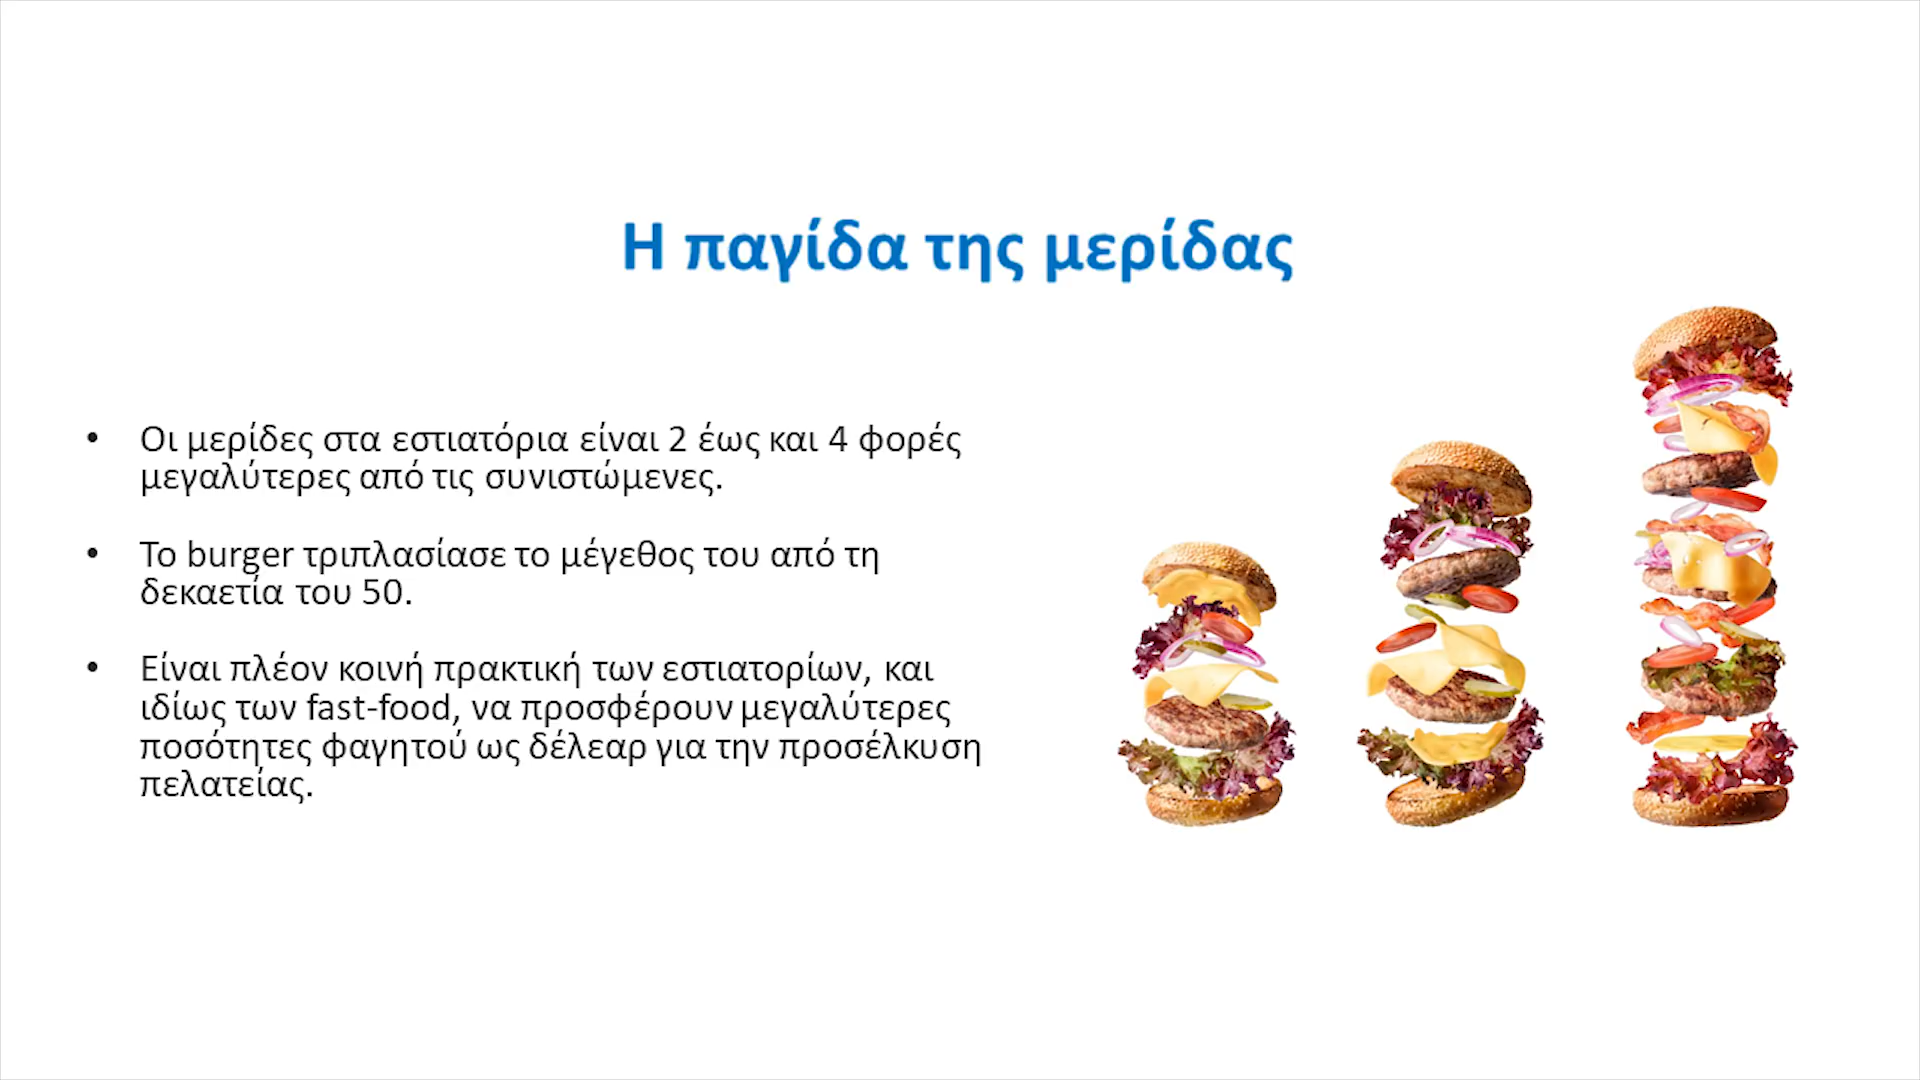 Η παγίδα της μερίδας
• Οι μερίδες στα εστιατόρια είναι 2 έως και 4 φορές
μεγαλύτερες από τις συνιστώμενες.
• Το burger τριπλασίασε το μέγεθος του από τη
δεκαετία του 50.
• Είναι πλέον κοινή πρακτική των εστιατορίων, και
ιδίως των fast-food, να προσφέρουν μεγαλύτερες
ποσότητες φαγητού ως δέλεαρ για την προσέλκυση
πελατείας.